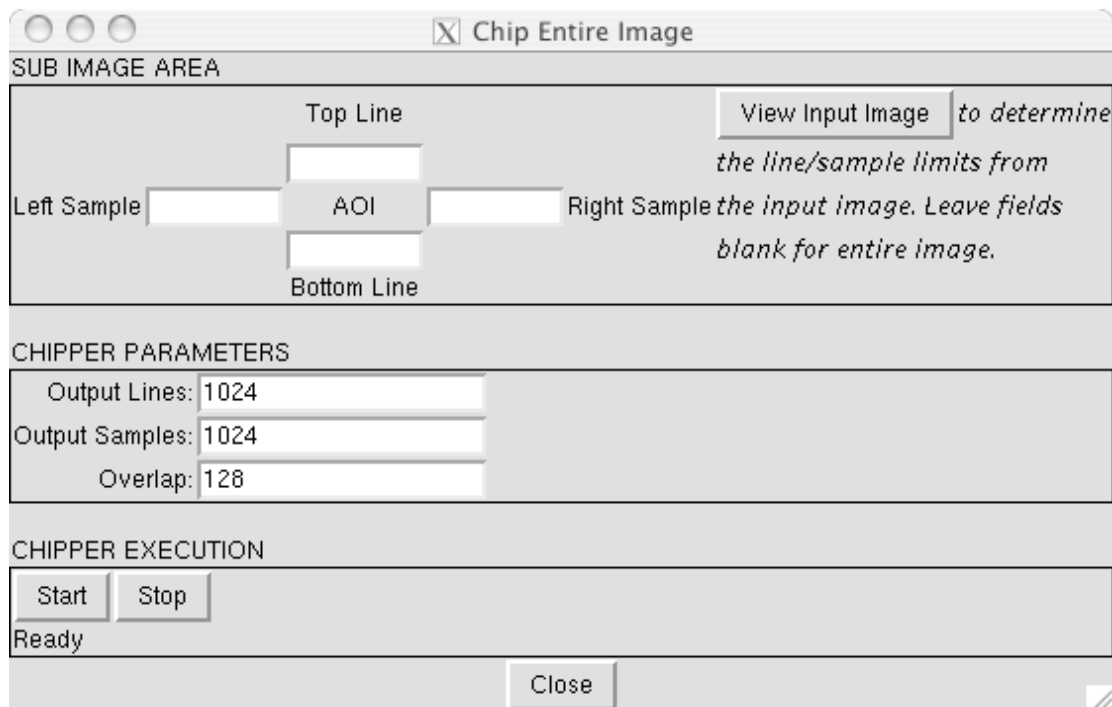 Chip Entire Image
SUB IMAGE AREA
Top Line
View Input Image to determine
the line/sample limits from
Left Sample AOI Right Sample the input image. Leave fields
blank for entire image.
Bottom Line
CHIPPER PARAMETERS
Output Lines: 1024
Output Samples: 1024
Overlap: 128
CHIPPER EXECUTION
Start Stop
Ready
Close